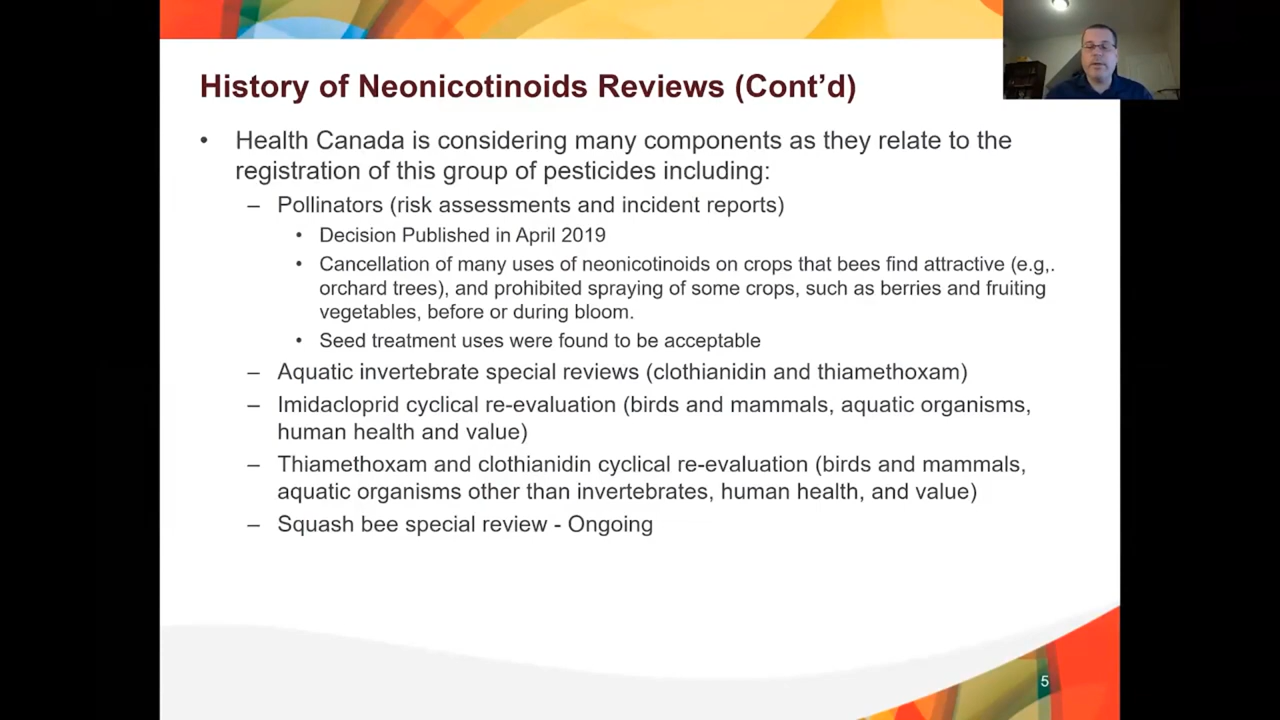 History of Neonicotinoids Reviews (Cont’d)
• Health Canada is considering many components as they relate to the
registration of this group of pesticides including:
– Pollinators (risk assessments and incident reports)
• Decision Published in April 2019
• Cancellation of many uses of neonicotinoids on crops that bees find attractive (e.g,.
orchard trees), and prohibited spraying of some crops, such as berries and fruiting
vegetables, before or during bloom.
• Seed treatment uses were found to be acceptable
– Aquatic invertebrate special reviews (clothianidin and thiamethoxam)
– Imidacloprid cyclical re-evaluation (birds and mammals, aquatic organisms,
human health and value)
– Thiamethoxam and clothianidin cyclical re-evaluation (birds and mammals,
aquatic organisms other than invertebrates, human health, and value)
– Squash bee special review - Ongoing
5